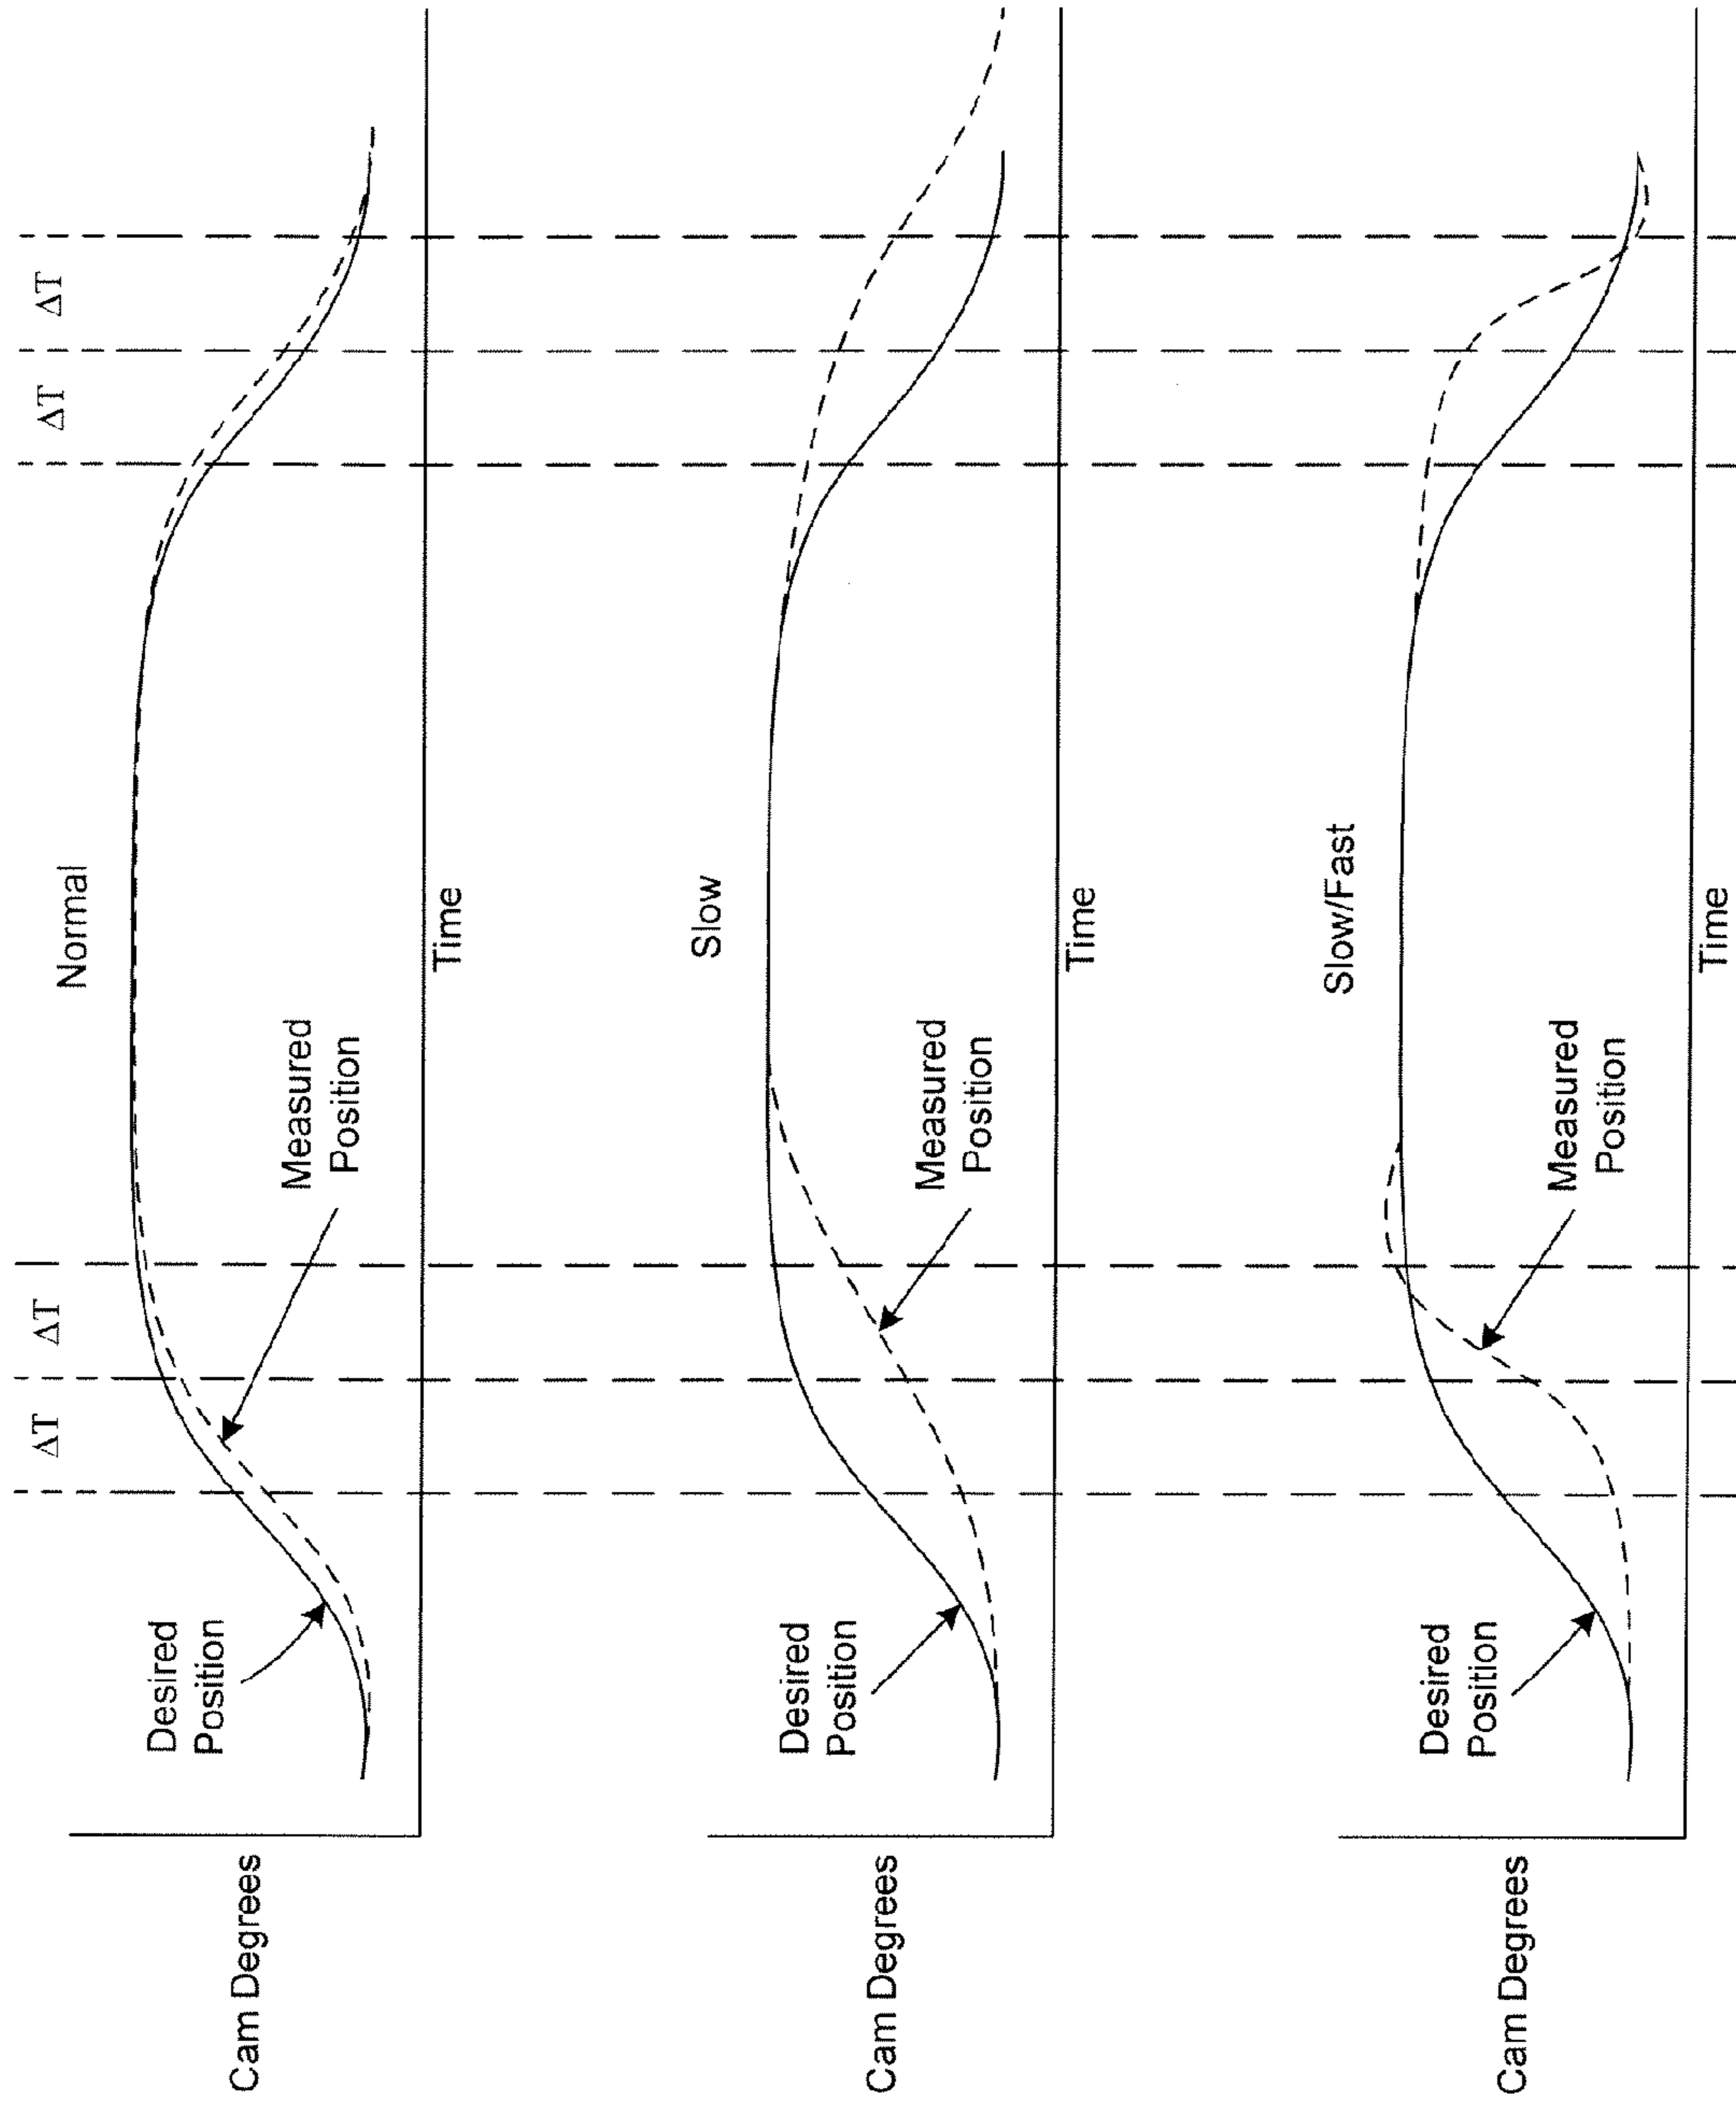 ΔT
ΔT
ΔT
ΔT
Normal
Desired
Position
Measured
Position
Cam Degrees
Time
Slow
Desired
Position
Measured
Position
Cam Degrees
Time
Slow/Fast
Desired
Position
Measured
Position
Cam Degrees
Time